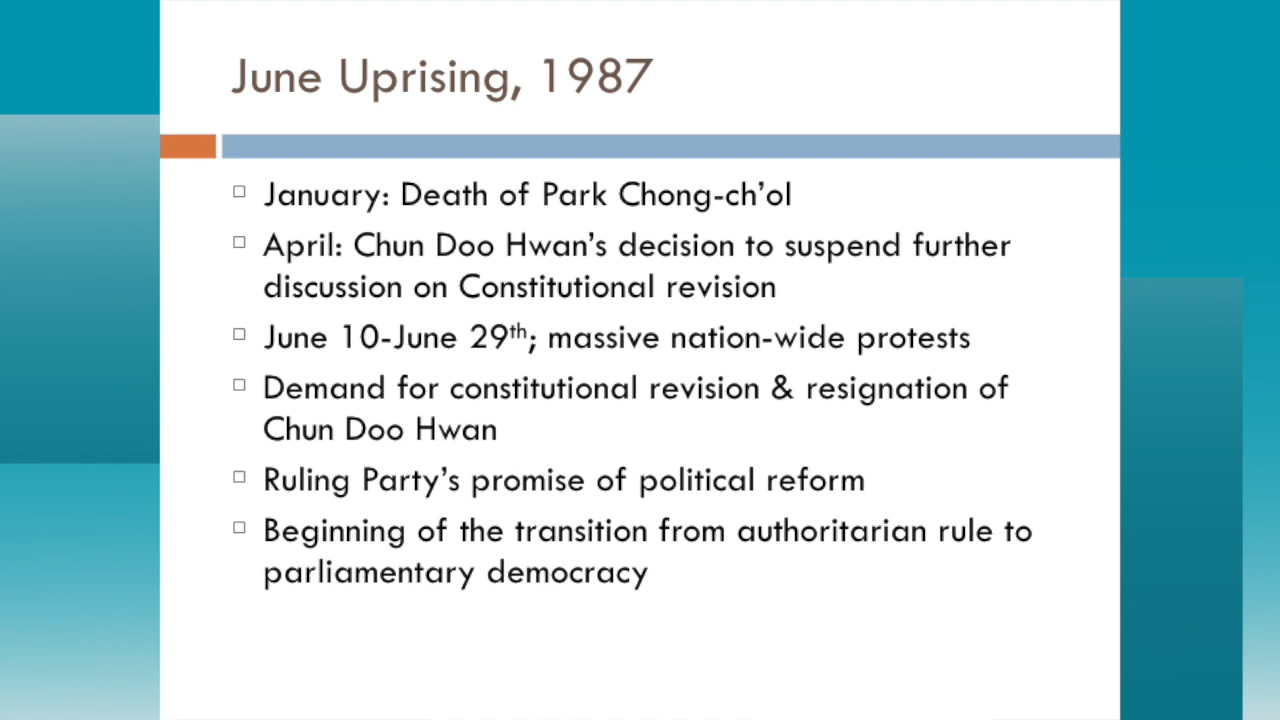 June Uprising, 1987
January: Death of Park Chong-ch’ol
April: Chun Doo Hwan’s decision to suspend further
discussion on Constitutional revision
June 10-June 29th; massive nation-wide protests
Demand for constitutional revision & resignation of
Chun Doo Hwan
Ruling Party’s promise of political reform
Beginning of the transition from authoritarian rule to
parliamentary democracy